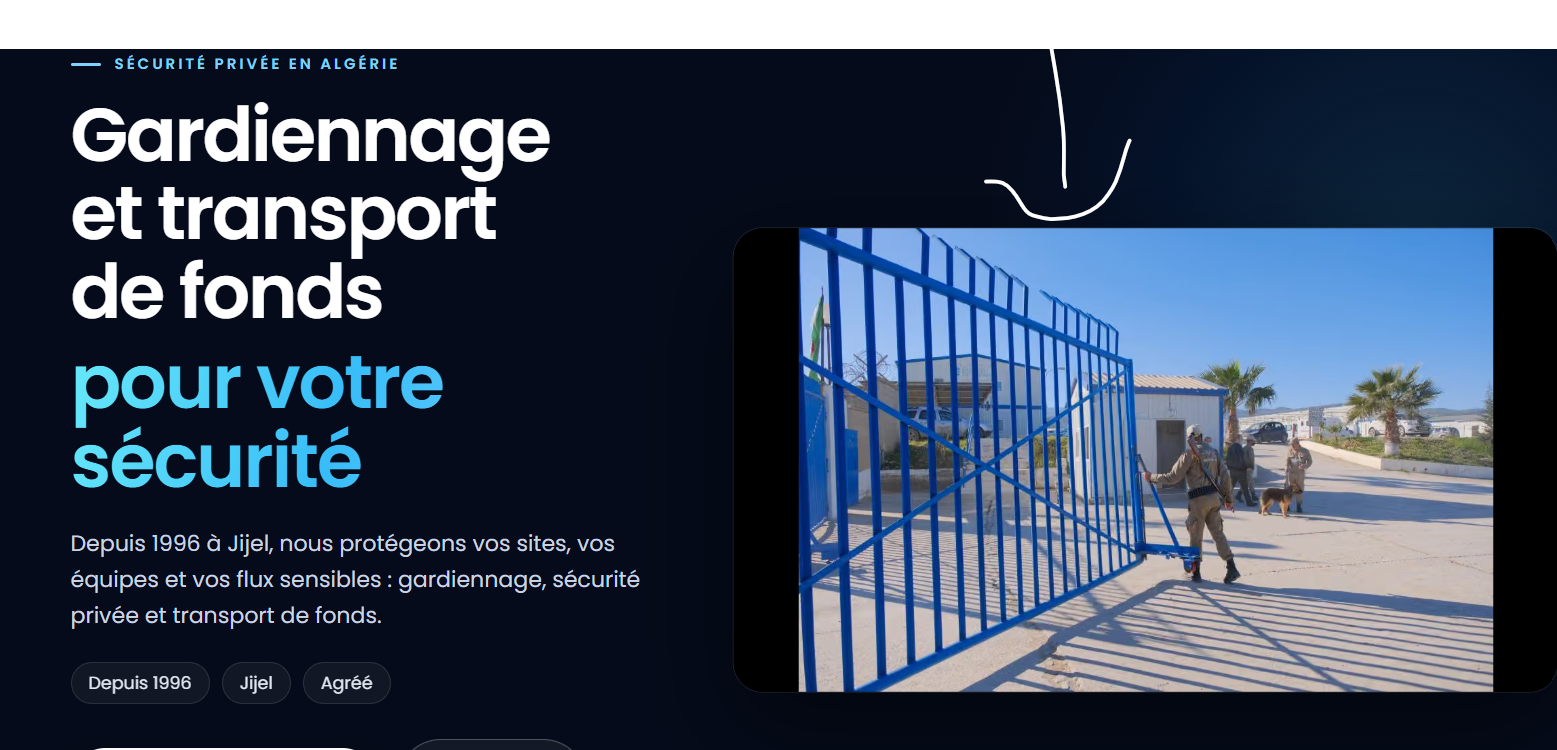 SÉCURITÉ PRIVÉE EN ALGÉRIE
Gardiennage
et transport
de fonds
pour votre
sécurité
Depuis 1996 à Jijel, nous protégeons vos sites, vos
équipes et vos flux sensibles : gardiennage, sécurité
privée et transport de fonds.
Depuis 1996
Jijel
Agréé